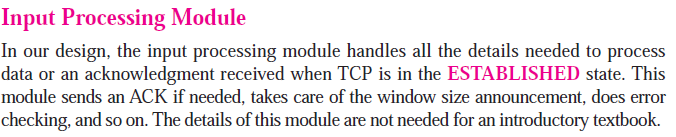 Input Processing Module
In our design, the input processing module handles all the details needed to process
data or an acknowledgment received when TCP is in the ESTABLISHED state. This
module sends an ACK if needed, takes care of the window size announcement, does error
checking, and so on. The details of this module are not needed for an introductory textbook.